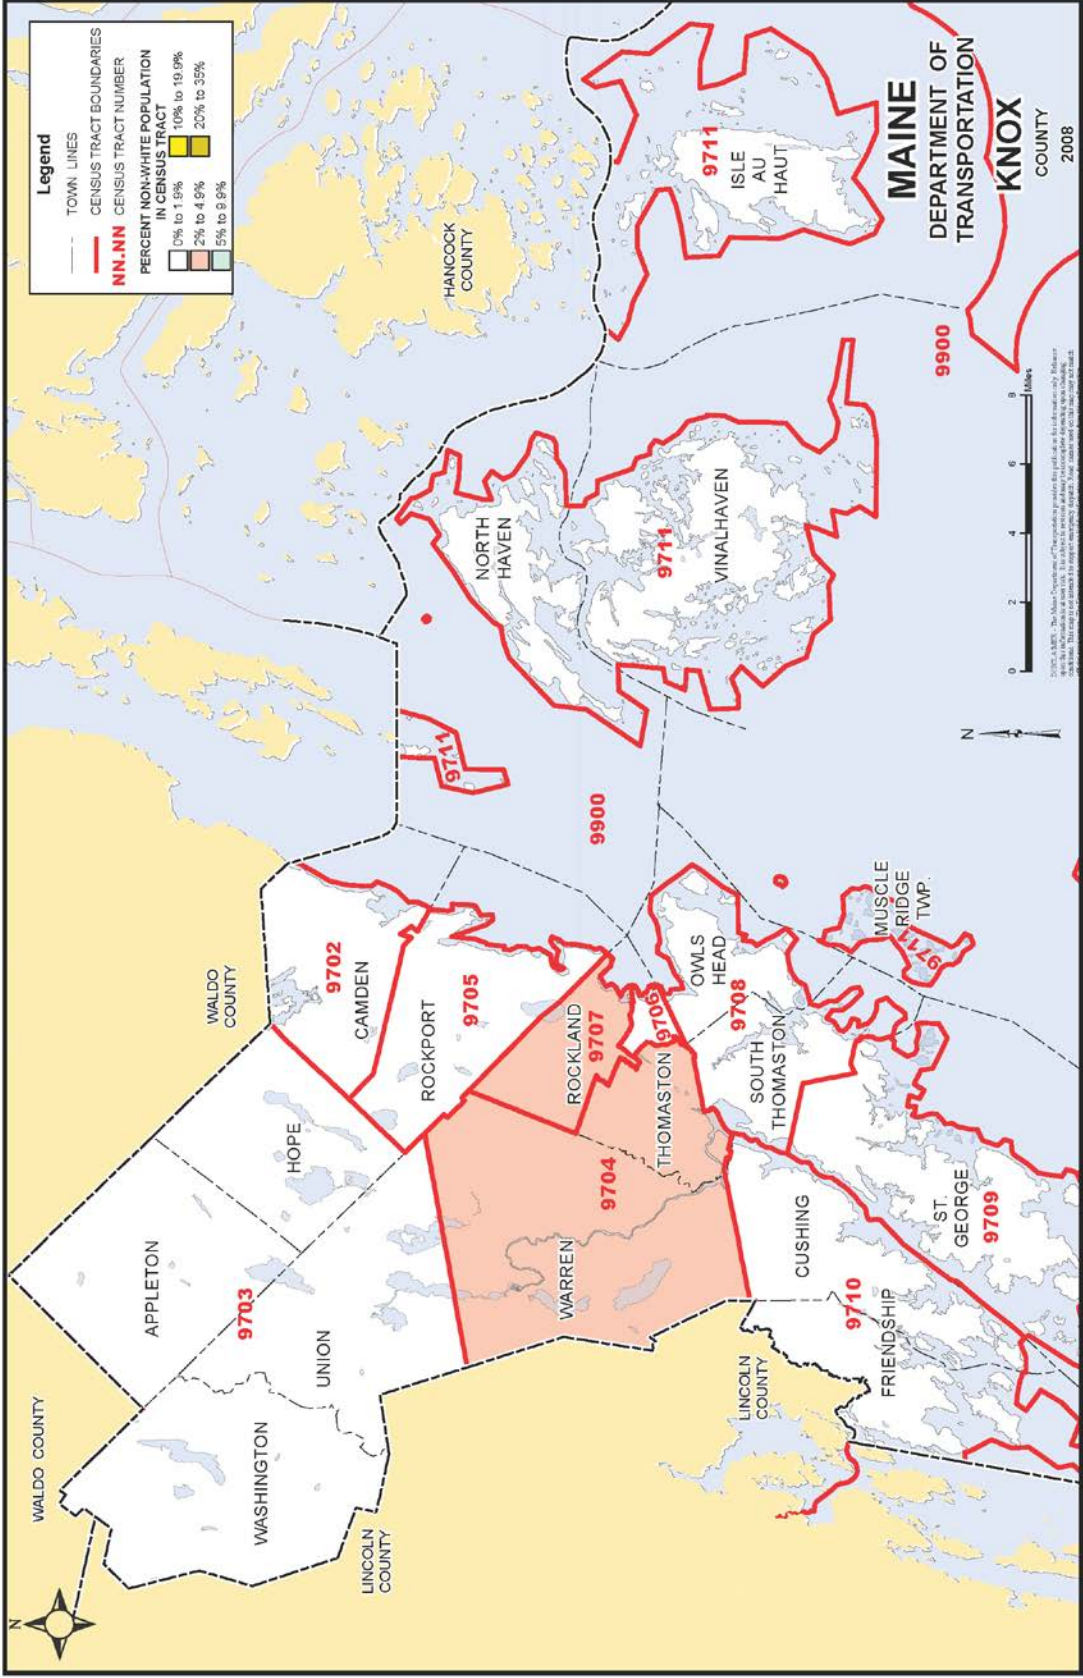 Legend
TOWN LINES
CENSUS TRACT BOUNDARIES
NN.NN CENSUS TRACT NUMBER
PERCENT NON-WHITE POPULATION
IN CENSUS TRACT
0% to 1.9%
2% to 4.9%
5% to 9.9%
10% to 19.9%
20% to 35%
N
WALDO COUNTY
WALDO
COUNTY
HANCOCK
COUNTY
LINCOLN
COUNTY
LINCOLN
COUNTY
WASHINGTON
APPLETON
9703
UNION
HOPE
9702
CAMDEN
ROCKPORT
9705
ROCKLAND
9707
9706
THOMASTON
9704
WARREN
OWLS
HEAD
9708
SOUTH
THOMASTON
CUSHING
9710
FRIENDSHIP
ST.
GEORGE
9709
MUSCLE
RIDGE
TWP.
9711
9711
9900
NORTH
HAVEN
9711
VINALHAVEN
9711
ISLE
AU
HAUT
9900
N
0 2 4 6 8
Miles
MAINE
DEPARTMENT OF
TRANSPORTATION
KNOX
COUNTY
2008